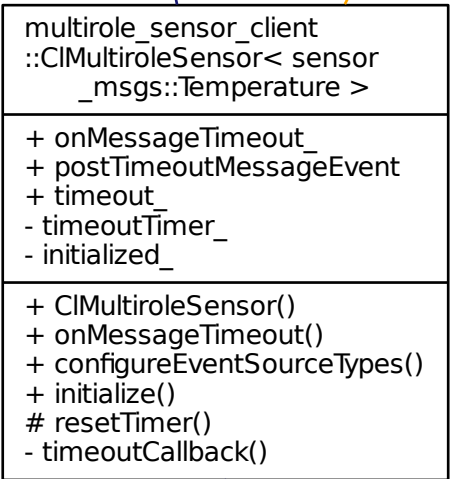 multirole_sensor_client
::ClMultiroleSensor< sensor
_msgs::Temperature >
+ onMessageTimeout_
+ postTimeoutMessageEvent
+ timeout_
- timeoutTimer_
- initialized_
+ ClMultiroleSensor()
+ onMessageTimeout()
+ configureEventSourceTypes()
+ initialize()
# resetTimer()
- timeoutCallback()